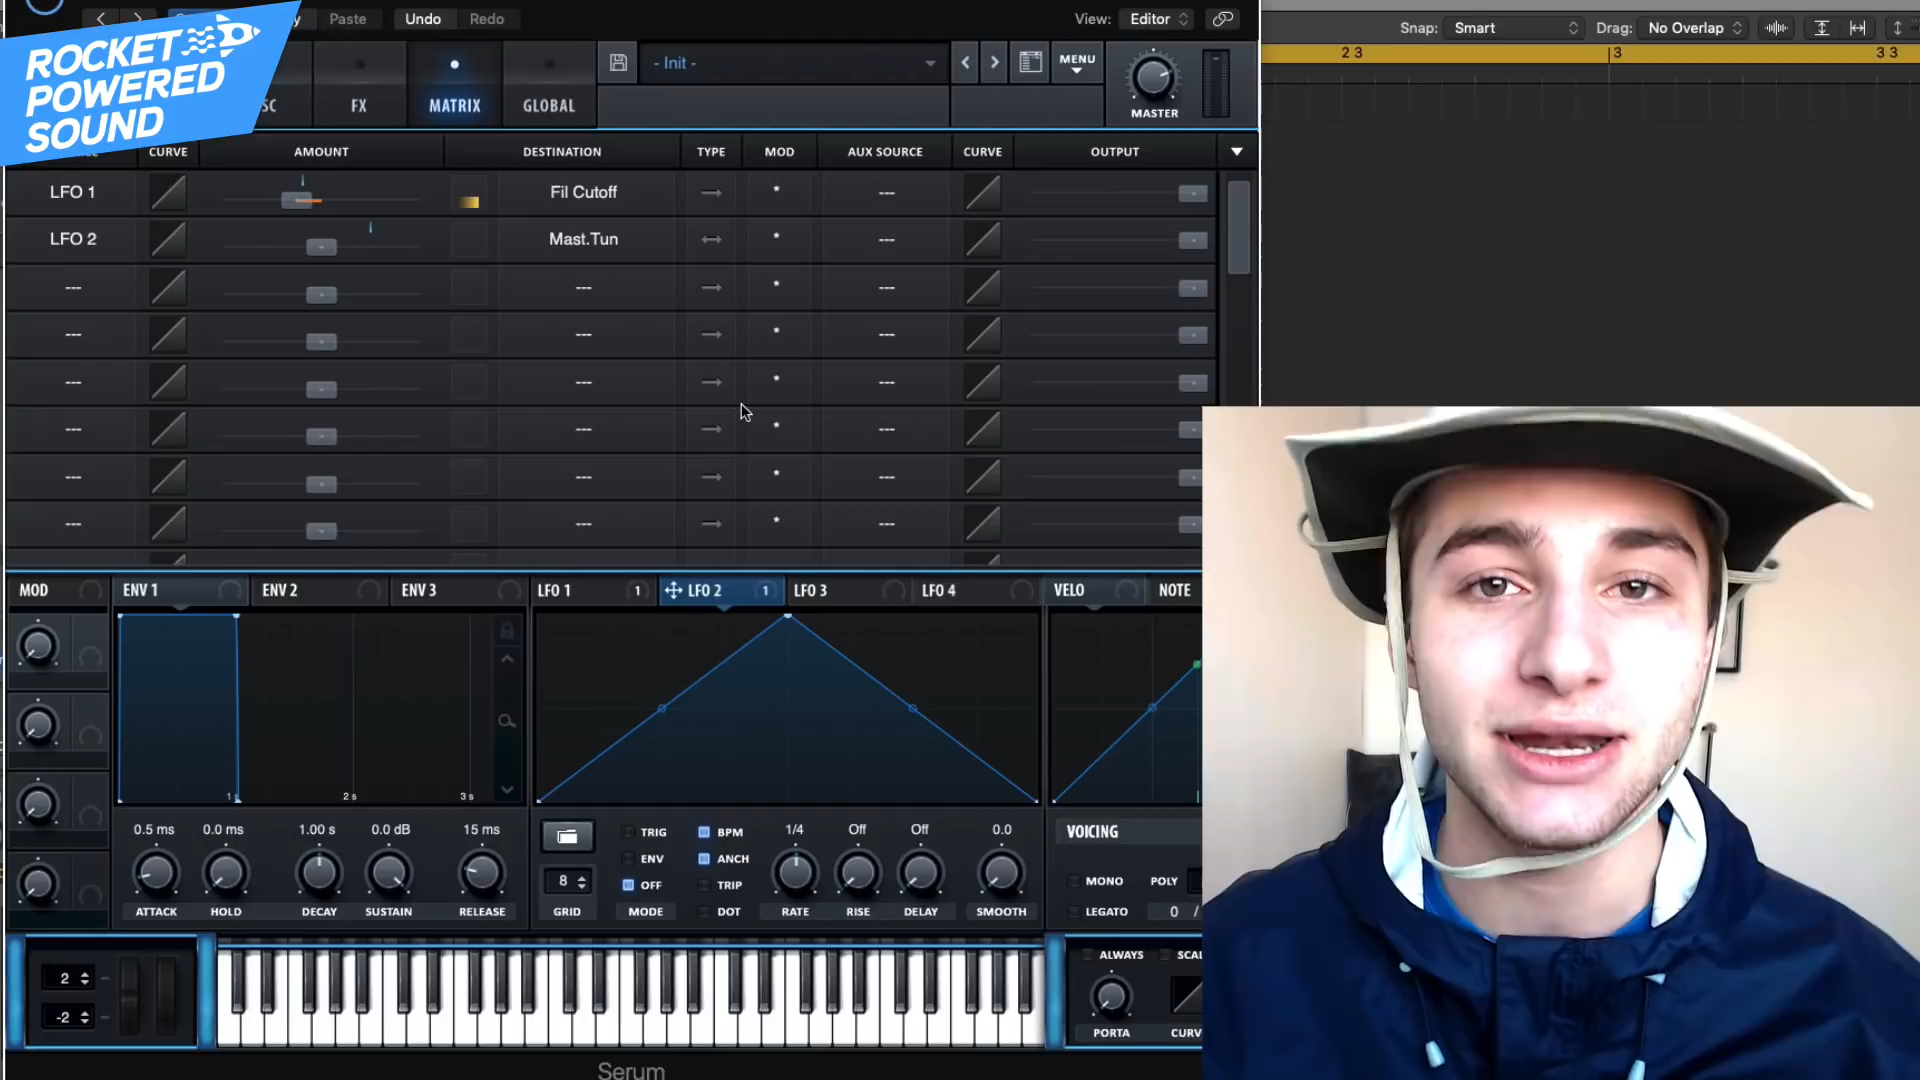 Paste Undo Redo View: Editor
Snap: Smart Drag: No Overlap
2 3 3 3 3
ROCKET
POWERED
SOUND
- Init - MENU
FX MATRIX GLOBAL MASTER
CURVE AMOUNT DESTINATION TYPE MOD AUX SOURCE CURVE OUTPUT
LFO 1 Fil Cutoff * ---
LFO 2 Mast.Tun * ---
--- --- * ---
--- --- * ---
--- --- * ---
--- --- * ---
--- --- * ---
--- --- * ---
MOD ENV 1 ENV 2 ENV 3 LFO 1 1 LFO 2 1 LFO 3 LFO 4 VELO NOTE
1 s 2 s 3 s
0.5 ms 0.0 ms 1.00 s 0.0 dB 15 ms TRIG BPM 1/4 Off Off 0.0 VOICING
ENV ANCH
8 OFF TRIP MONO POLY
ATTACK HOLD DECAY SUSTAIN RELEASE GRID MODE DOT RATE RISE DELAY SMOOTH LEGATO 0 /
ALWAYS SCAL
2
-2
PORTA CURV
Serum